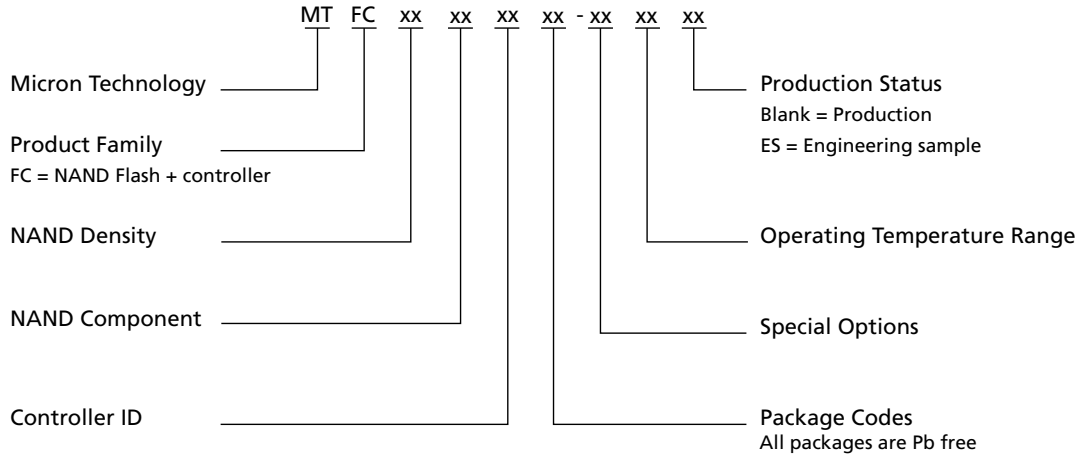 MT FC xx xx xx xx - xx xx xx
Micron Technology
Product Family
FC = NAND Flash + controller
NAND Density
NAND Component
Controller ID
Production Status
Blank = Production
ES = Engineering sample
Operating Temperature Range
Special Options
Package Codes
All packages are Pb free